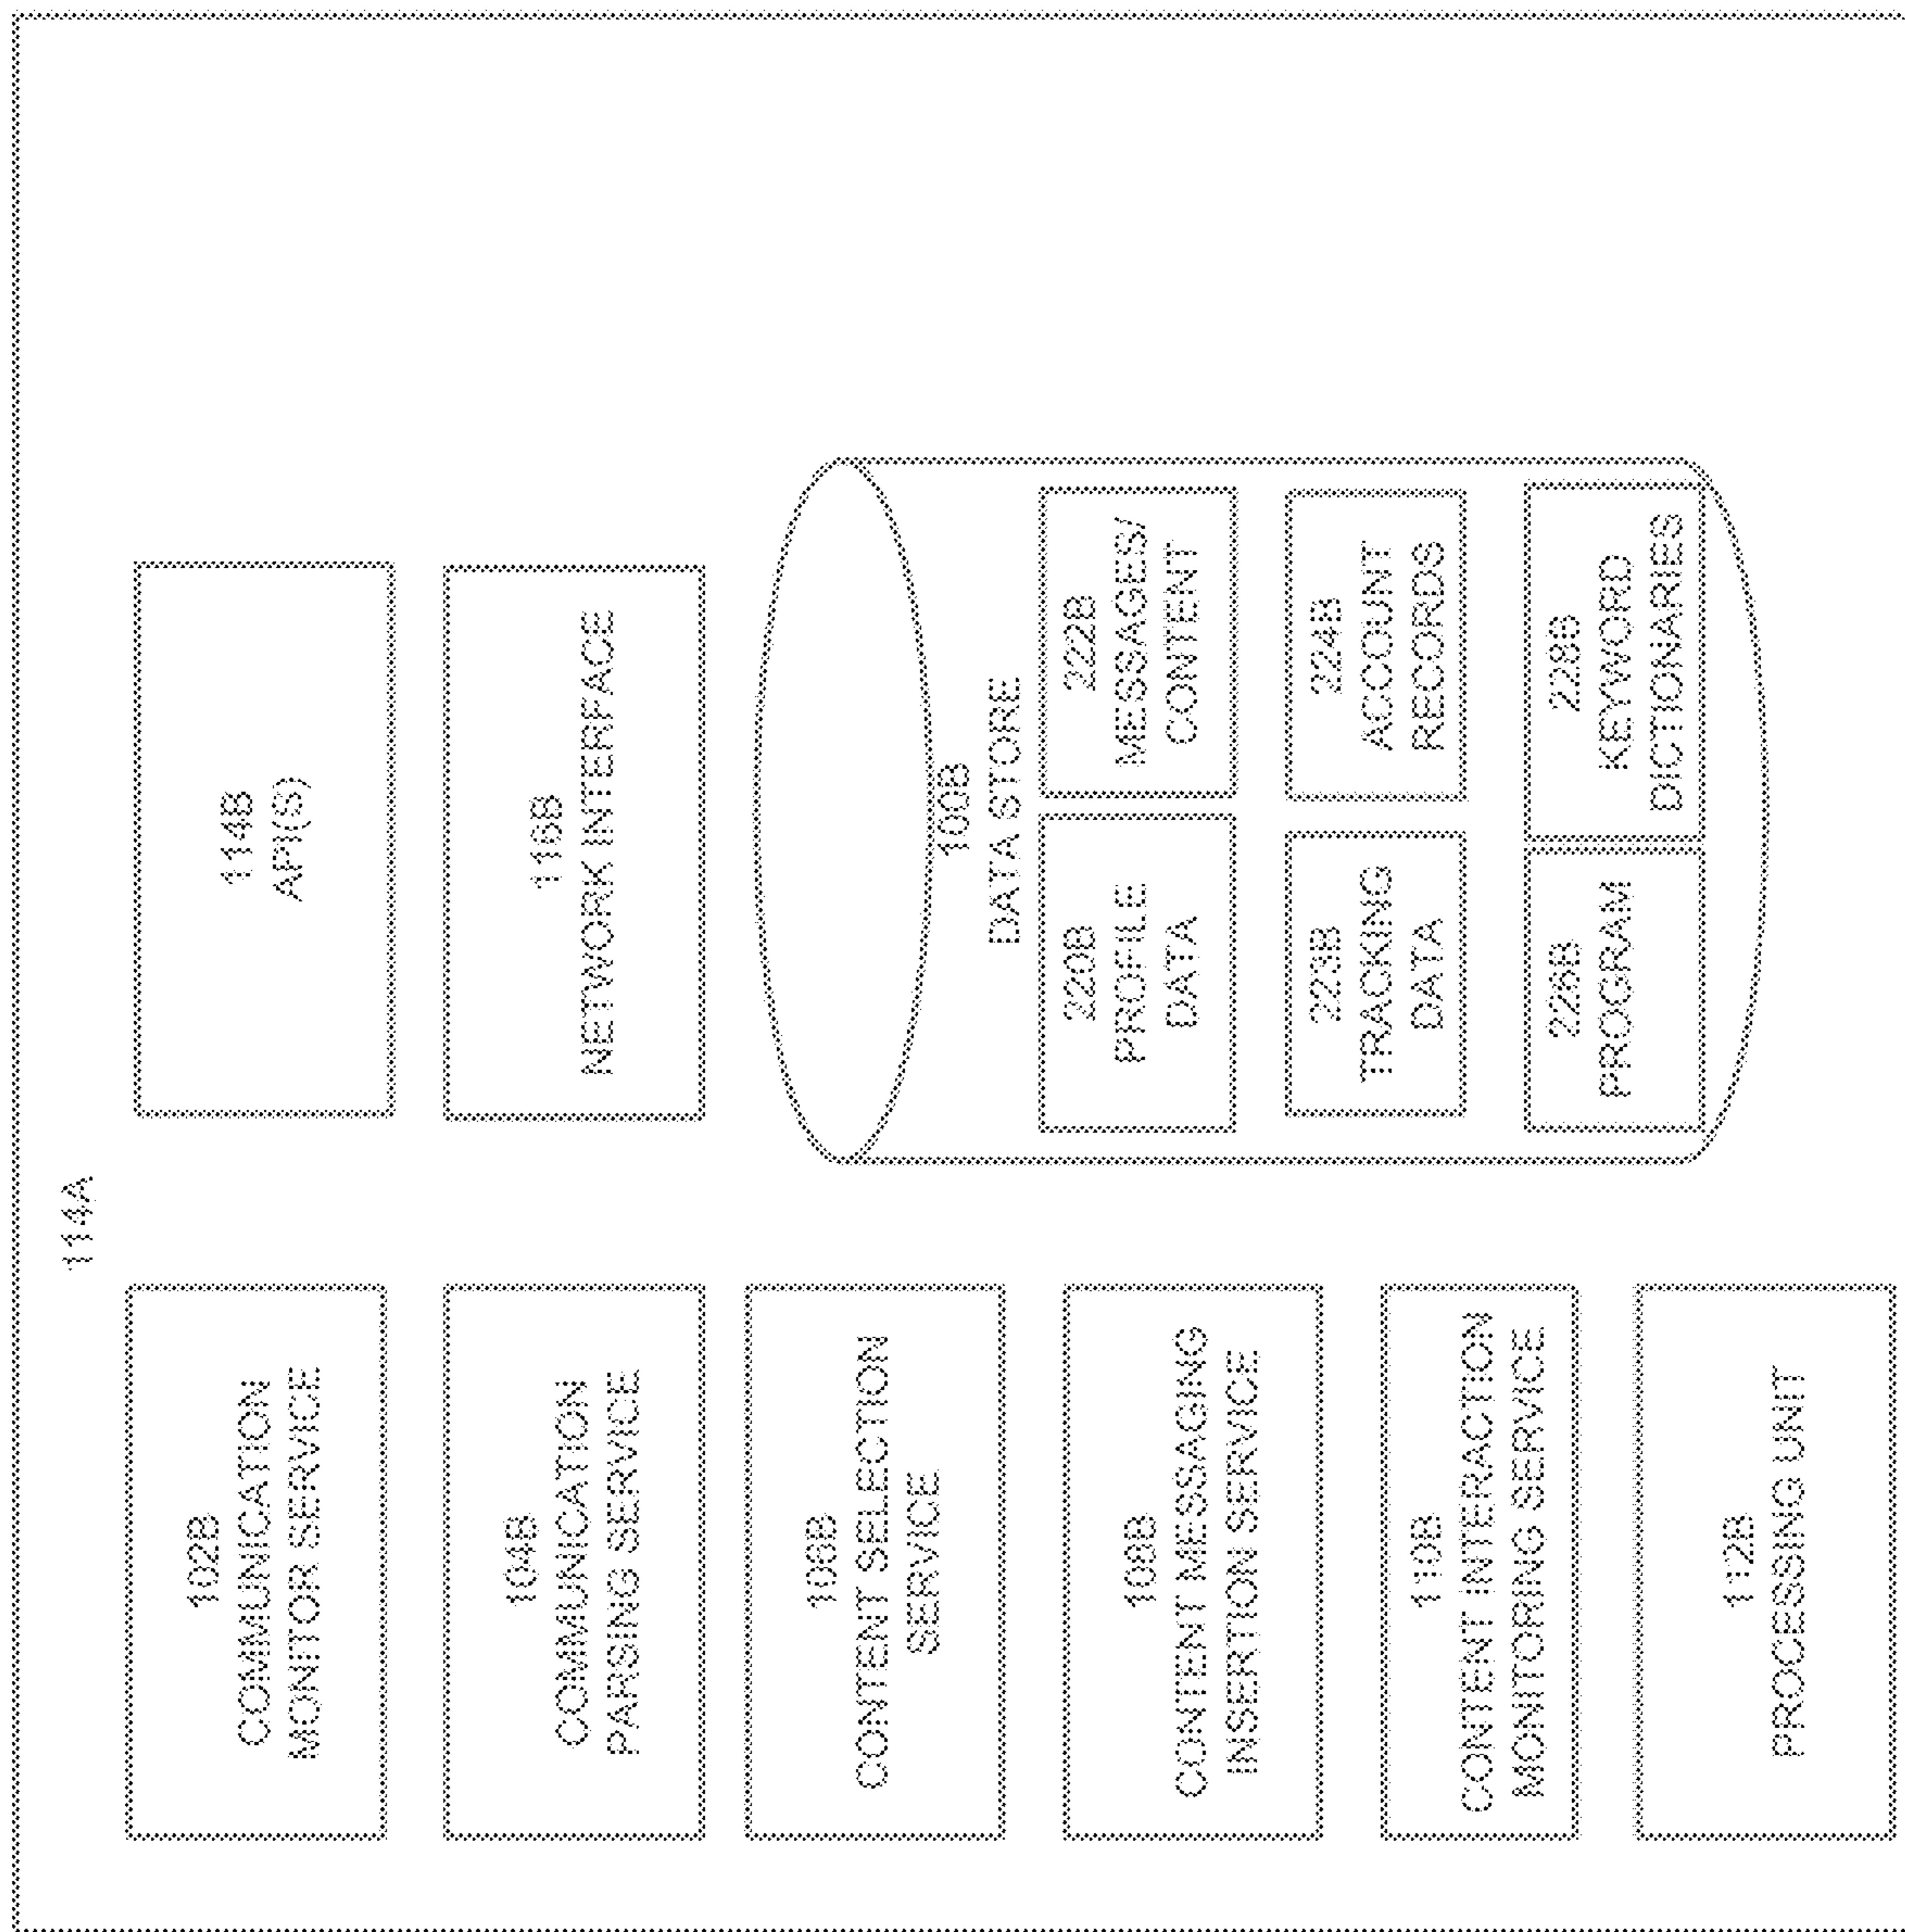 114A
102B
COMMUNICATION
MONITOR SERVICE
104B
COMMUNICATION
PARSING SERVICE
106B
CONTENT SELECTION
SERVICE
108B
CONTENT MESSAGING
INSERTION SERVICE
110B
CONTENT INTERACTION
MONITORING SERVICE
112B
PROCESSING UNIT
114B
API(S)
116B
NETWORK INTERFACE
100B
DATA STORE
220B
PROFILE
DATA
222B
MESSAGES/
CONTENT
223B
TRACKING
DATA
224B
ACCOUNT
RECORDS
226B
PROGRAM
228B
KEYWORD
DICTIONARIES